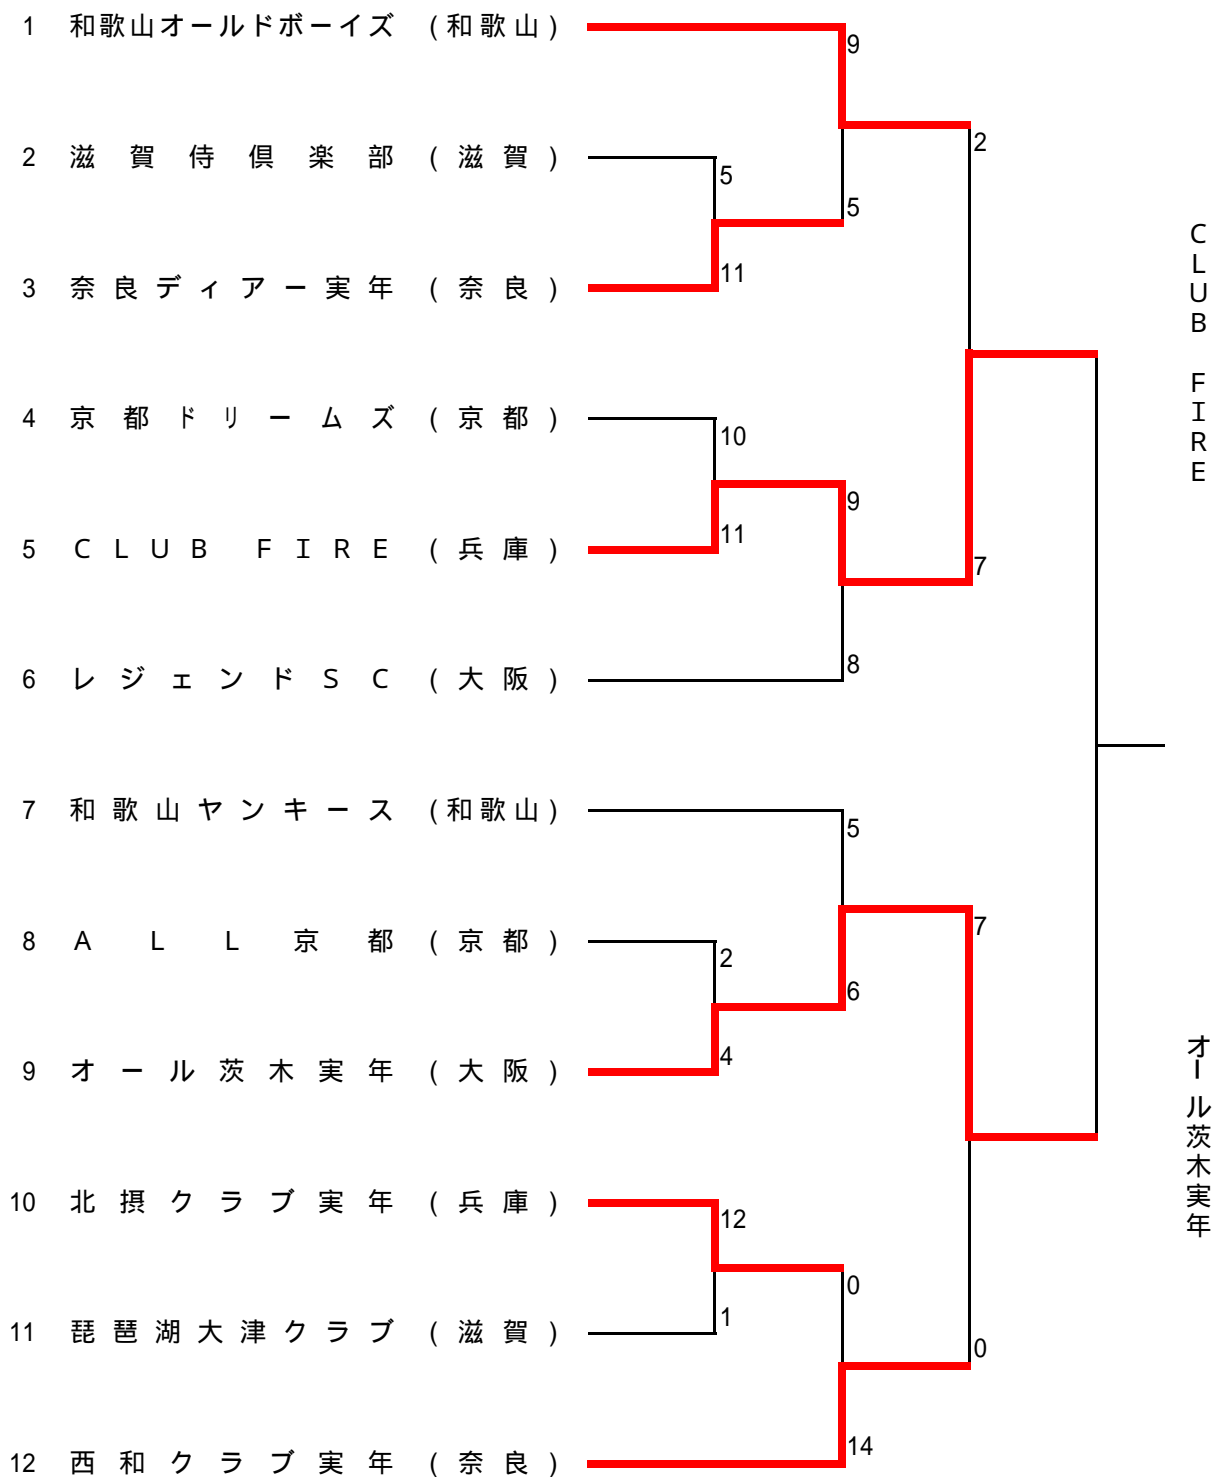 1 和歌山オールドボーイズ (和歌山)
9
2
2 滋賀侍倶楽部 (滋賀)
5
5
11
3 奈良ディアー実年 (奈良)
CLUB FIRE
4 京都ドリームズ (京都)
10
9
11
5 CLUB FIRE (兵庫)
7
8
6 レジェンドSC (大阪)
7 和歌山ヤンキース (和歌山)
5
7
8 ALL京都 (京都)
2
6
4
9 オール茨木実年 (大阪)
オール茨木実年
10 北摂クラブ実年 (兵庫)
12
0
1
11 琵琶湖大津クラブ (滋賀)
0
14
12 西和クラブ実年 (奈良)